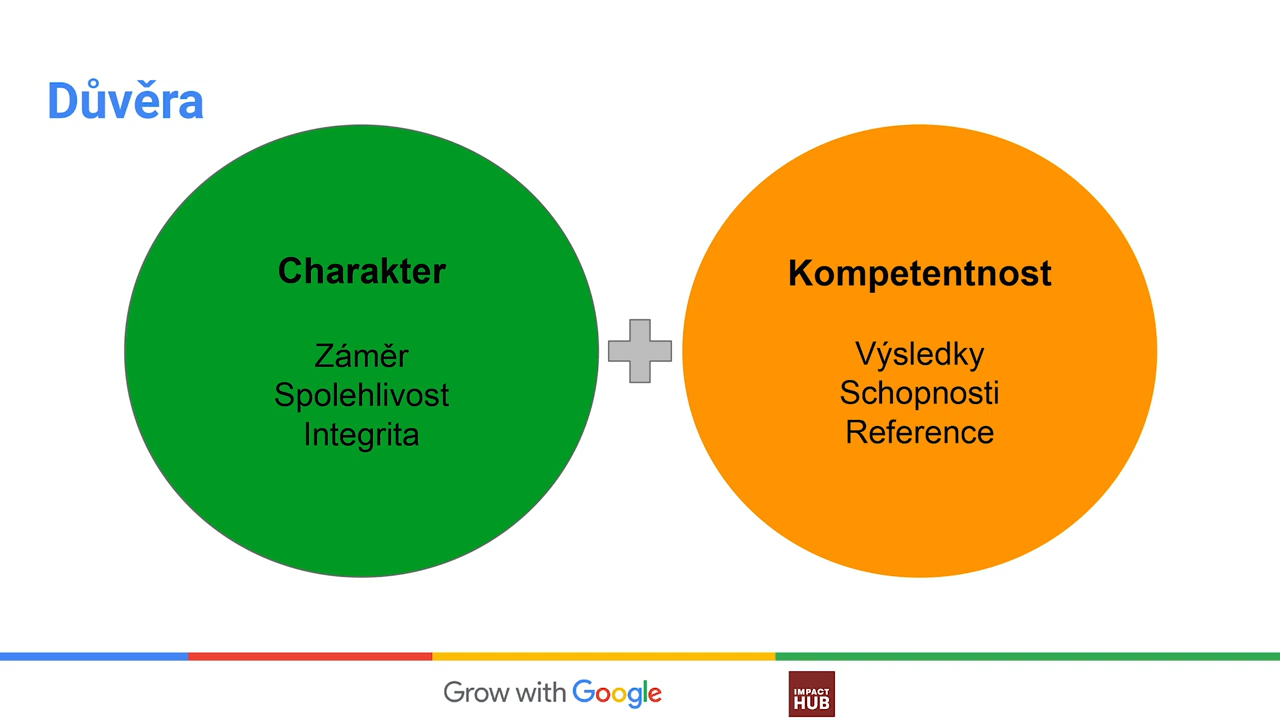 Důvěra
Charakter
Záměr
Spolehlivost
Integrita
Kompetentnost
Výsledky
Schopnosti
Reference
Grow with Google
IMPACT
HUB